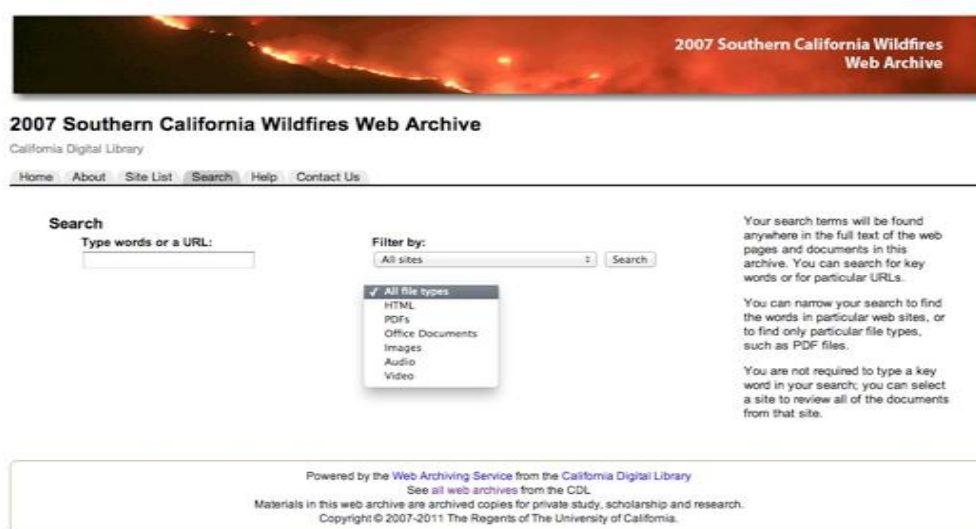 2007 Southern California Wildfires
Web Archive
2007 Southern California Wildfires Web Archive
California Digital Library
Home About Site List Search Help Contact Us
Search
Type words or a URL:
Filter by:
All sites
Search
✓ All file types
HTML
PDFs
Office Documents
Images
Audio
Video
Your search terms will be found
anywhere in the full text of the web
pages and documents in this
archive. You can search for key
words or for particular URLs.
You can narrow your search to find
the words in particular web sites, or
to find only particular file types,
such as PDF files.
You are not required to type a key
word in your search; you can select
a site to review all of the documents
from that site.
Powered by the Web Archiving Service from the California Digital Library
See all web archives from the CDL
Materials in this web archive are archived copies for private study, scholarship and research.
Copyright © 2007-2011 The Regents of The University of California.